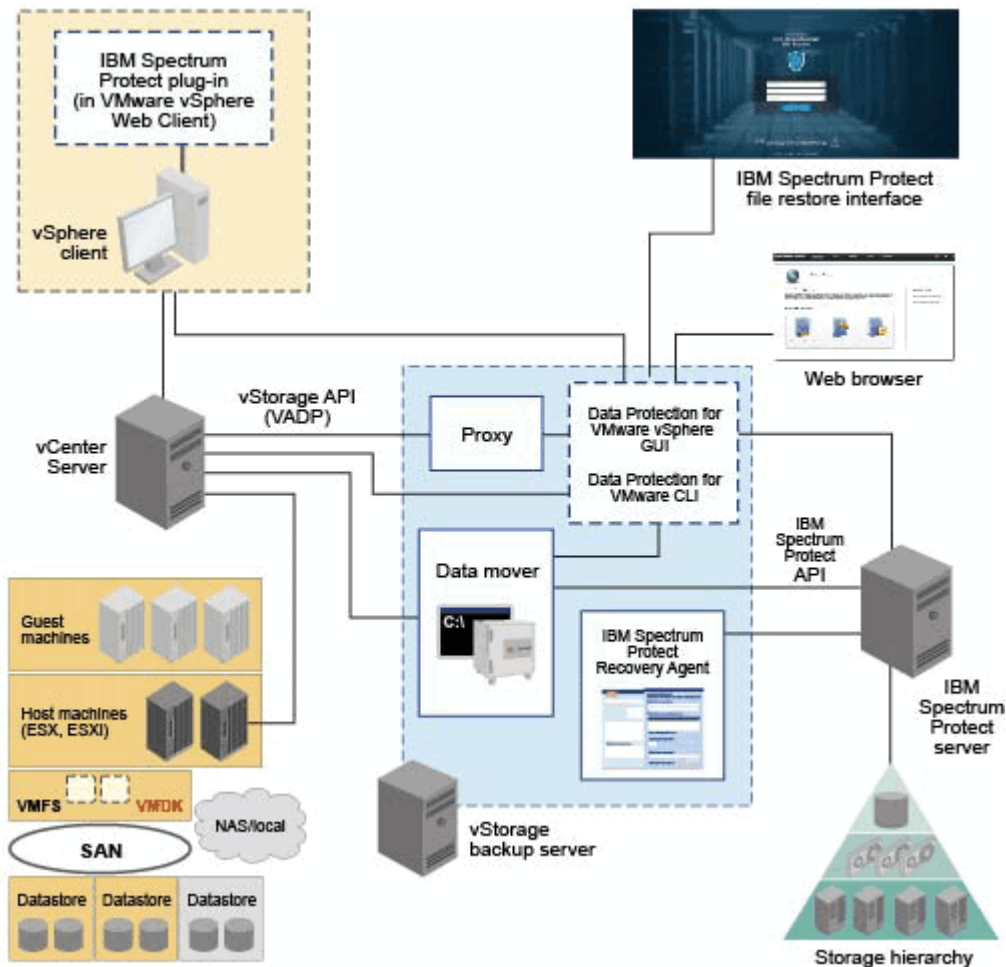 IBM Spectrum
Protect plug-in
(in VMware vSphere
Web Client)
vSphere
client
IBM Spectrum Protect
file restore interface
Web browser
vStorage API
(VADP)
vCenter
Server
Proxy
Data Protection for
VMware vSphere
GUI
Data Protection for
VMware CLI
IBM
Spectrum
Protect
API
Data mover
C:\
IBM Spectrum
Protect
Recovery Agent
IBM
Spectrum
Protect
server
Guest
machines
Host machines
(ESX, ESXI)
VMFS
VMDK
NAS/local
SAN
vStorage
backup server
Datastore
Datastore
Datastore
Storage hierarchy